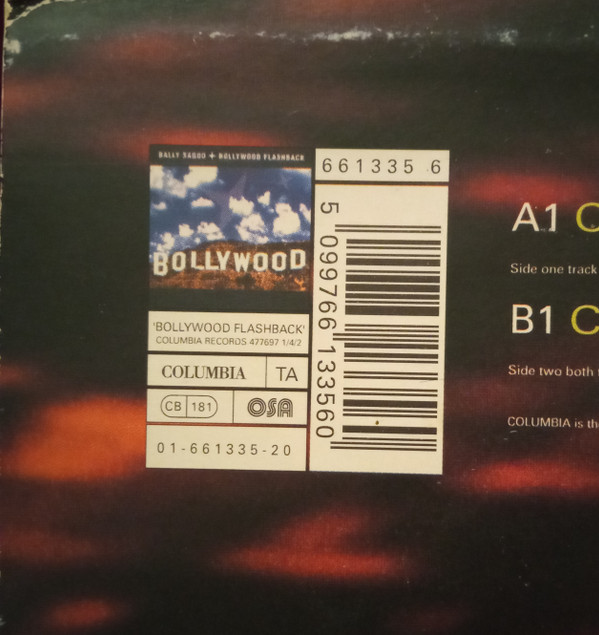 BALLY SAGOO + BOLLYWOOD FLASHBACK
BOLLYWOOD
'BOLLYWOOD FLASHBACK'
COLUMBIA RECORDS 477697 1/4/2
COLUMBIA TA
CB 181 OSA
01-661335-20
661335 6
5 099766 133560
A1 C
Side one track
B1 C
Side two both
COLUMBIA is th